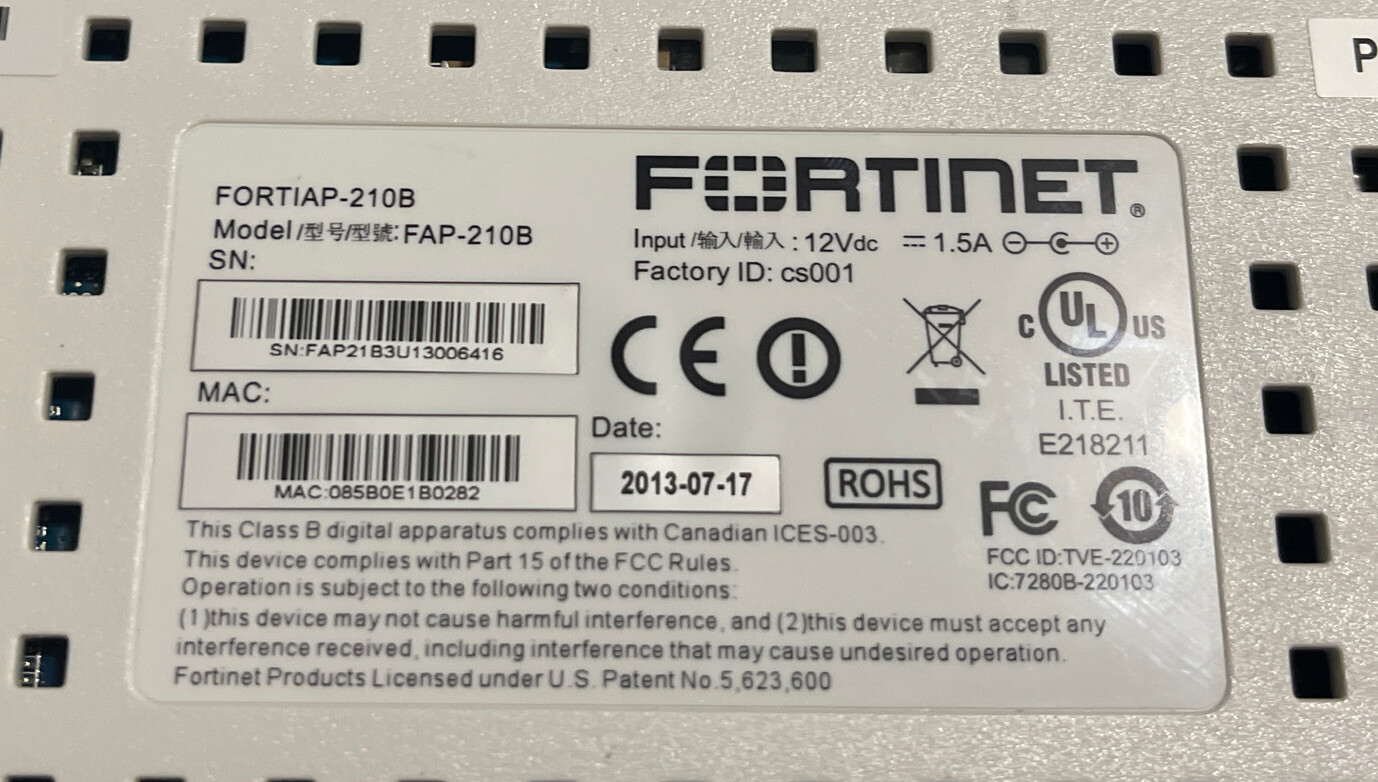 P
FORTINET®
FORTIAP-210B
Model/型号/型號:FAP-210B
SN:
SN:FAP21B3U13006416
MAC:
MAC:085B0E1B0282
Input/输入/輸入 : 12Vdc ⎓ 1.5A
Factory ID: cs001
CE
C UL US
LISTED
I.T.E.
E218211
Date:
2013-07-17
ROHS
FC
10
FCC ID:TVE-220103
IC:7280B-220103
This Class B digital apparatus complies with Canadian ICES-003.
This device complies with Part 15 of the FCC Rules.
Operation is subject to the following two conditions:
(1)this device may not cause harmful interference, and (2)this device must accept any
interference received, including interference that may cause undesired operation.
Fortinet Products Licensed under U.S. Patent No.5,623,600